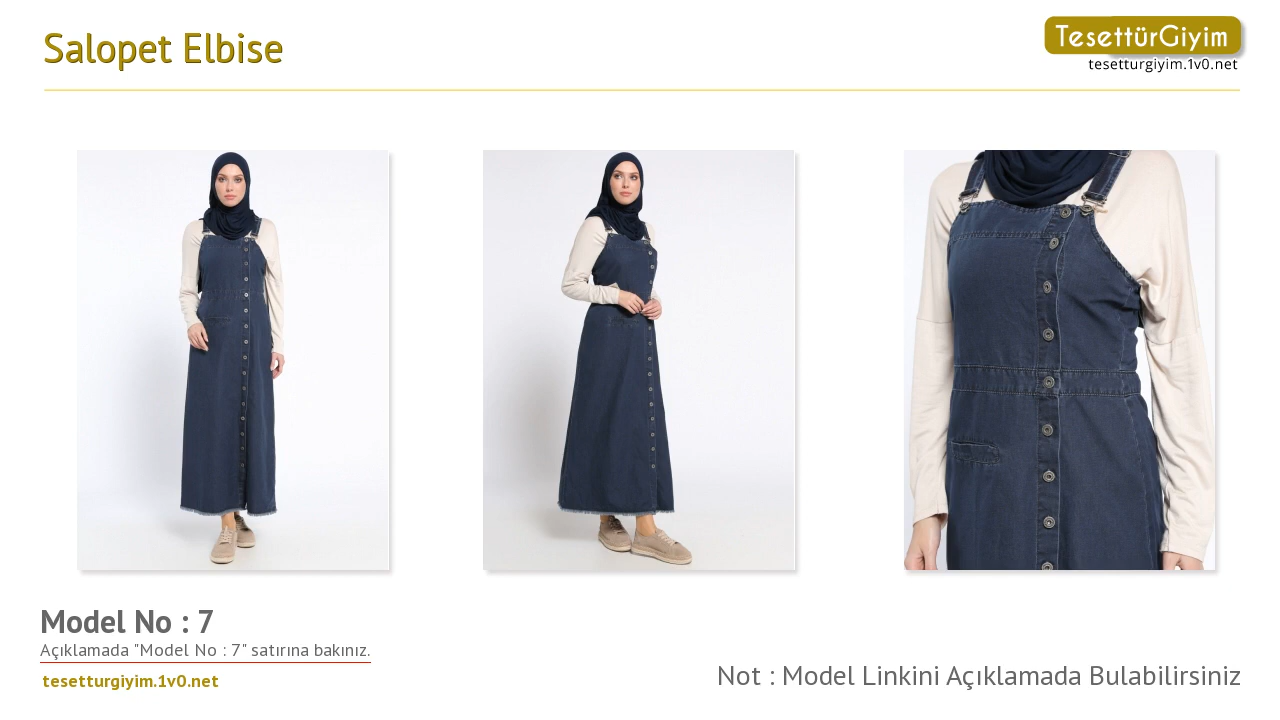 Salopet Elbise
TesettürGiyim
tesetturgiyim.1v0.net
Model No : 7
Açıklamada "Model No : 7" satırına bakınız.
tesetturgiyim.1v0.net
Not : Model Linkini Açıklamada Bulabilirsiniz